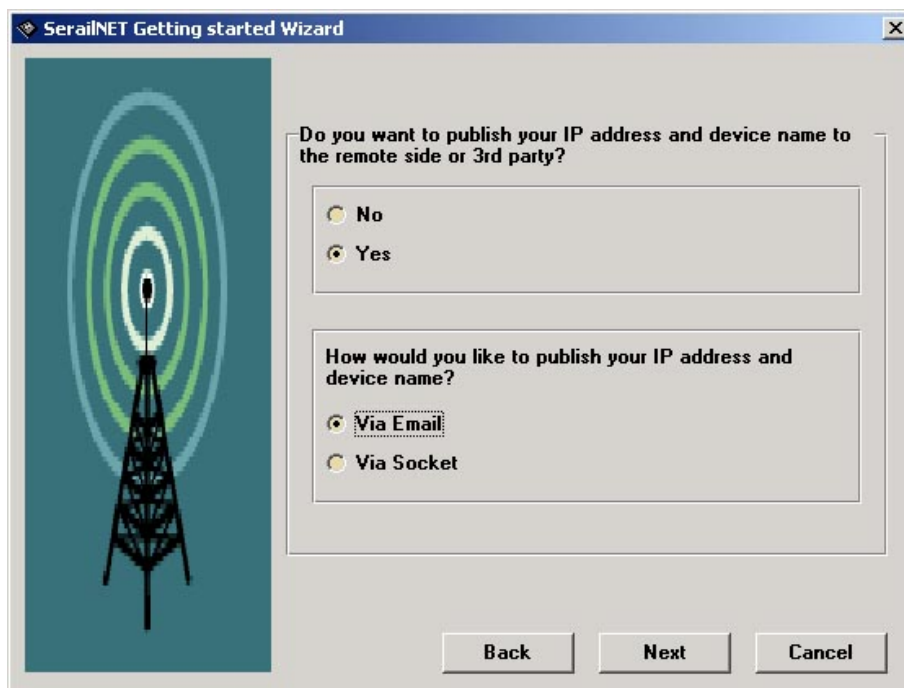 SerailNET Getting started Wizard
Do you want to publish your IP address and device name to
the remote side or 3rd party?
No
Yes
How would you like to publish your IP address and
device name?
Via Email
Via Socket
Back
Next
Cancel